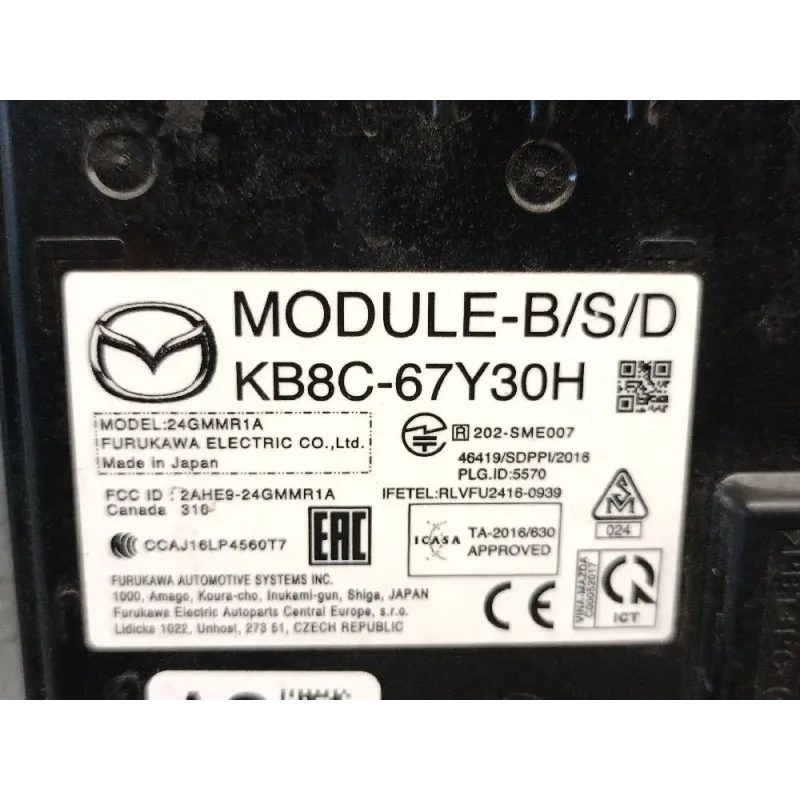 MODULE-B/S/D
KB8C-67Y30H
MODEL:24GMMR1A
FURUKAWA ELECTRIC CO.,Ltd.
Made in Japan
R 202-SME007
46419/SDPPI/2016
PLG.ID:5570
FCC ID : 2AHE9-24GMMR1A
Canada 310
IFETEL:RLVFU2416-0939
CCAJ16LP4560T7
EAC
ICASA
TA-2016/630
APPROVED
024
FURUKAWA AUTOMOTIVE SYSTEMS INC.
1000, Amago, Koura-cho, Inukami-gun, Shiga, JAPAN
Furukawa Electric Autoparts Central Europe, s.r.o.
Lidicka 1022, Unhost, 273 51, CZECH REPUBLIC
CE
VINA-MAZDA
C00052017
ICT